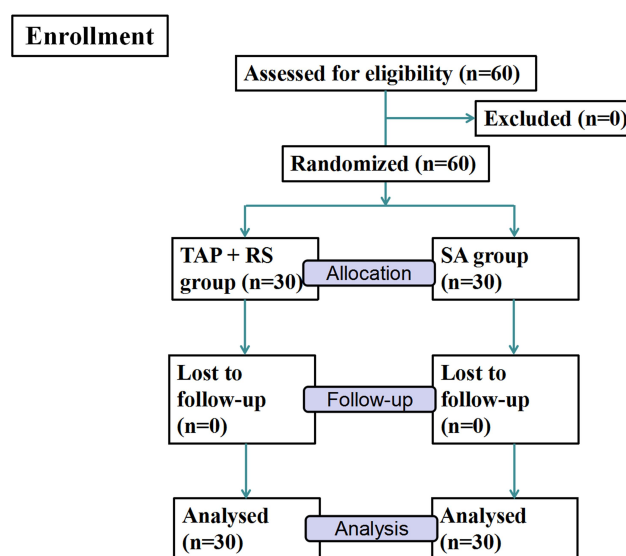 Enrollment
Assessed for eligibility (n=60)
Excluded (n=0)
Randomized (n=60)
TAP + RS
group (n=30)
Allocation
SA group
(n=30)
Lost to
follow-up
(n=0)
Follow-up
Lost to
follow-up
(n=0)
Analysed
(n=30)
Analysis
Analysed
(n=30)